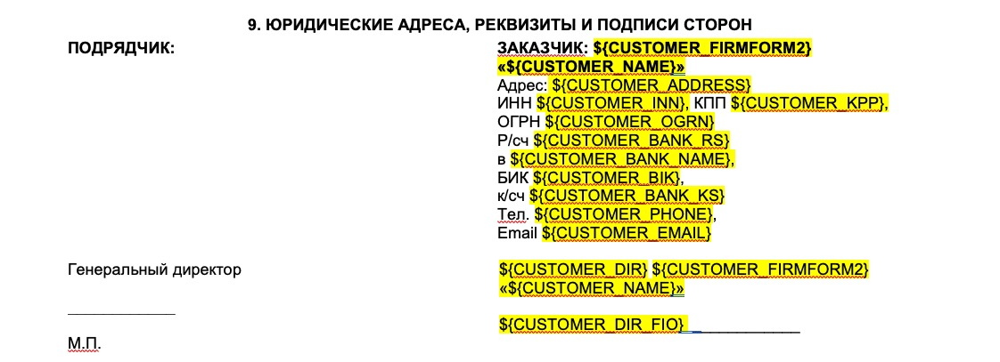 9. ЮРИДИЧЕСКИЕ АДРЕСА, РЕКВИЗИТЫ И ПОДПИСИ СТОРОН
ПОДРЯДЧИК:
ЗАКАЗЧИК: ${CUSTOMER_FIRMFORM2}
«${CUSTOMER_NAME}»
Адрес: ${CUSTOMER_ADDRESS}
ИНН ${CUSTOMER_INN}, КПП ${CUSTOMER_KPP},
ОГРН ${CUSTOMER_OGRN}
Р/сч ${CUSTOMER_BANK_RS}
в ${CUSTOMER_BANK_NAME},
БИК ${CUSTOMER_BIK},
к/сч ${CUSTOMER_BANK_KS}
Тел. ${CUSTOMER_PHONE},
Email ${CUSTOMER_EMAIL}
Генеральный директор
_____________
М.П.
${CUSTOMER_DIR} ${CUSTOMER_FIRMFORM2}
«${CUSTOMER_NAME}»
${CUSTOMER_DIR_FIO} _____________